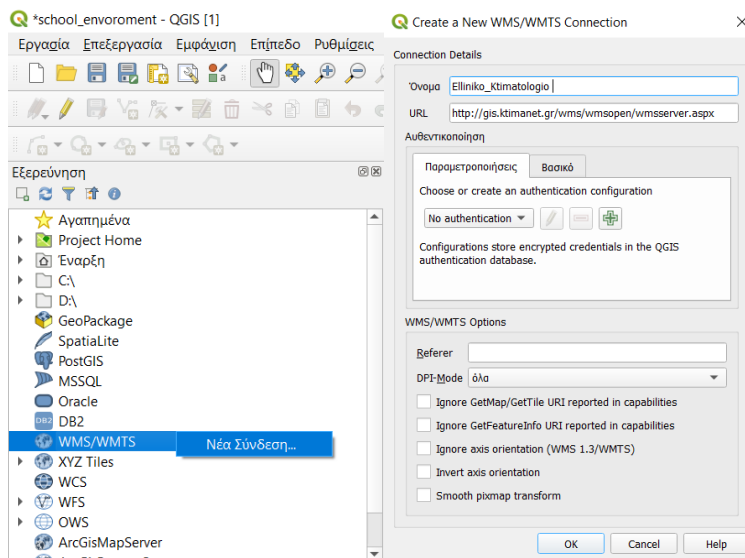 *school_envoroment - QGIS [1]
Εργασία Επεξεργασία Εμφάνιση Επίπεδο Ρυθμίσεις
Εξερεύνηση
Αγαπημένα
Project Home
Έναρξη
C:\
D:\
GeoPackage
SpatiaLite
PostGIS
MSSQL
Oracle
DB2 DB2
WMS/WMTS Νέα Σύνδεση...
XYZ Tiles
WCS
WFS
OWS
ArcGisMapServer
Create a New WMS/WMTS Connection
Connection Details
Όνομα Elliniko_Ktimatologio
URL http://gis.ktimanet.gr/wms/wmsopen/wmsserver.aspx
Αυθεντικοποίηση
Παραμετροποιήσεις Βασικό
Choose or create an authentication configuration
No authentication
Configurations store encrypted credentials in the QGIS
authentication database.
WMS/WMTS Options
Referer
DPI-Mode όλα
Ignore GetMap/GetTile URI reported in capabilities
Ignore GetFeatureInfo URI reported in capabilities
Ignore axis orientation (WMS 1.3/WMTS)
Invert axis orientation
Smooth pixmap transform
OK Cancel Help